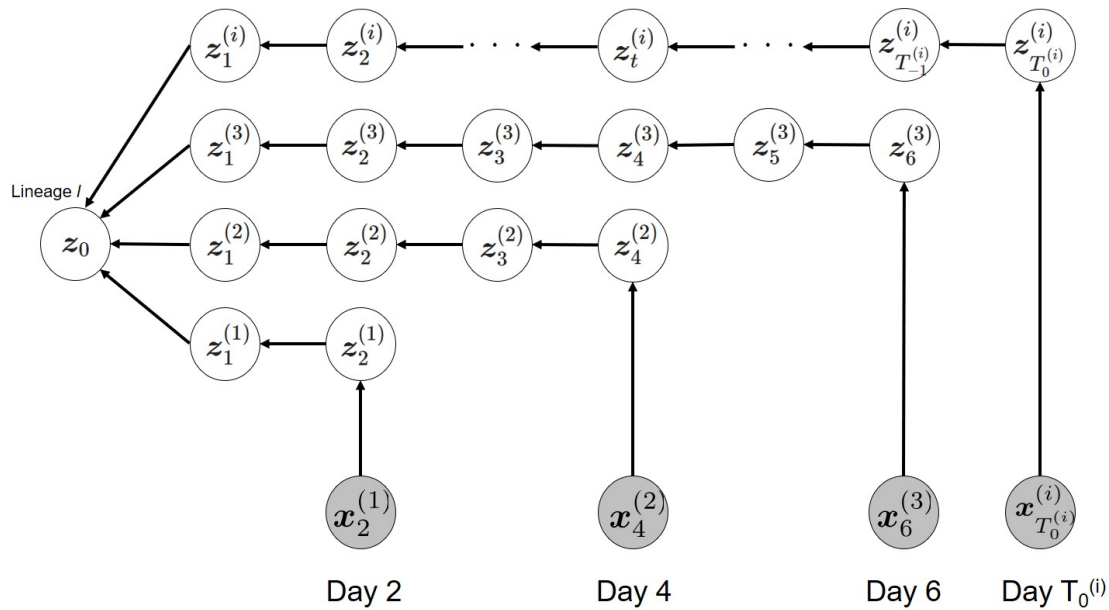 z_1^{(i)} z_2^{(i)} · · · z_t^{(i)} · · · z_{T_{-1}^{(i)}}^{(i)} z_{T_0^{(i)}}^{(i)}
z_1^{(3)} z_2^{(3)} z_3^{(3)} z_4^{(3)} z_5^{(3)} z_6^{(3)}
Lineage l
z_0 z_1^{(2)} z_2^{(2)} z_3^{(2)} z_4^{(2)}
z_1^{(1)} z_2^{(1)}
x_2^{(1)} x_4^{(2)} x_6^{(3)} x_{T_0^{(i)}}^{(i)}
Day 2 Day 4 Day 6 Day T_0^{(i)}